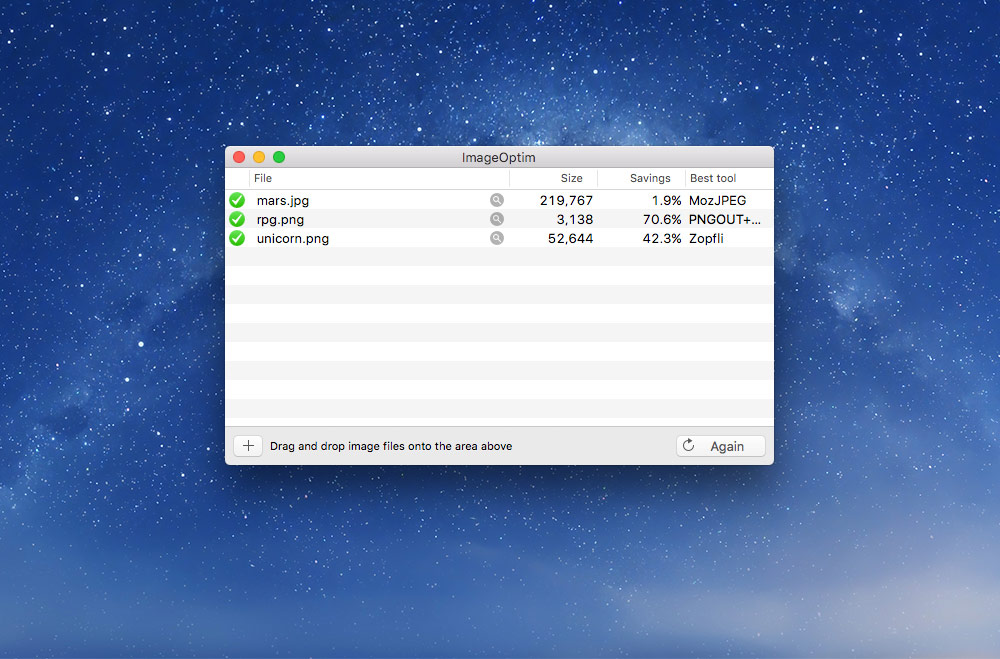 ImageOptim
File Size Savings Best tool
mars.jpg 219,767 1.9% MozJPEG
rpg.png 3,138 70.6% PNGOUT+...
unicorn.png 52,644 42.3% Zopfli
Drag and drop image files onto the area above Again